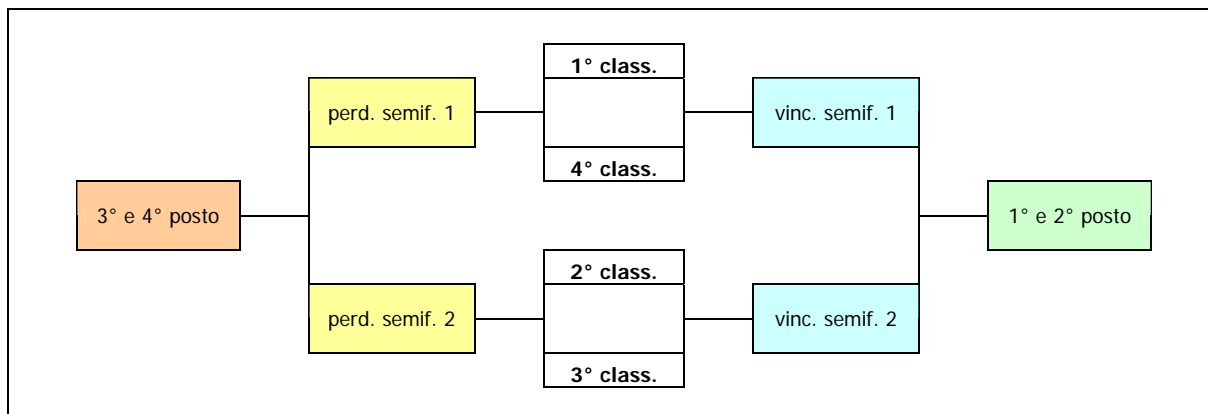 1° class.
perd. semif. 1
vinc. semif. 1
4° class.
3° e 4° posto
1° e 2° posto
2° class.
perd. semif. 2
vinc. semif. 2
3° class.